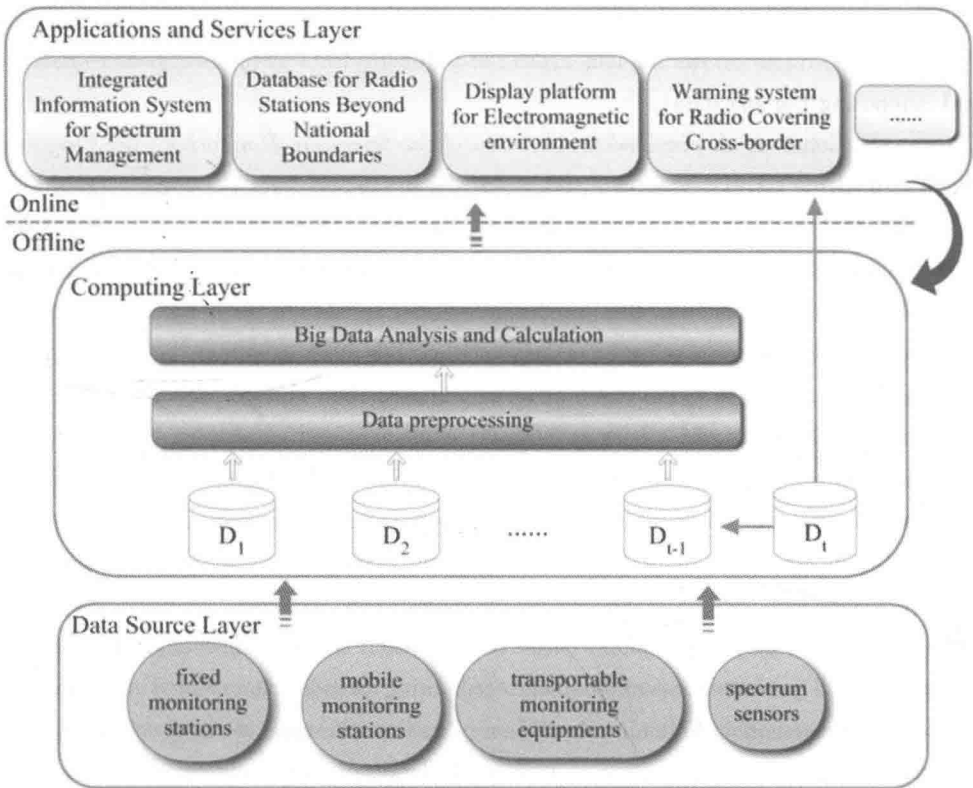 Applications and Services Layer
Integrated
Information System
for Spectrum
Management
Database for Radio
Stations Beyond
National
Boundaries
Display platform
for Electromagnetic
environment
Warning system
for Radio Covering
Cross-border
......
Online
Offline
Computing Layer
Big Data Analysis and Calculation
Data preprocessing
D1
D2
......
Dt-1
Dt
Data Source Layer
fixed
monitoring
stations
mobile
monitoring
stations
transportable
monitoring
equipments
spectrum
sensors